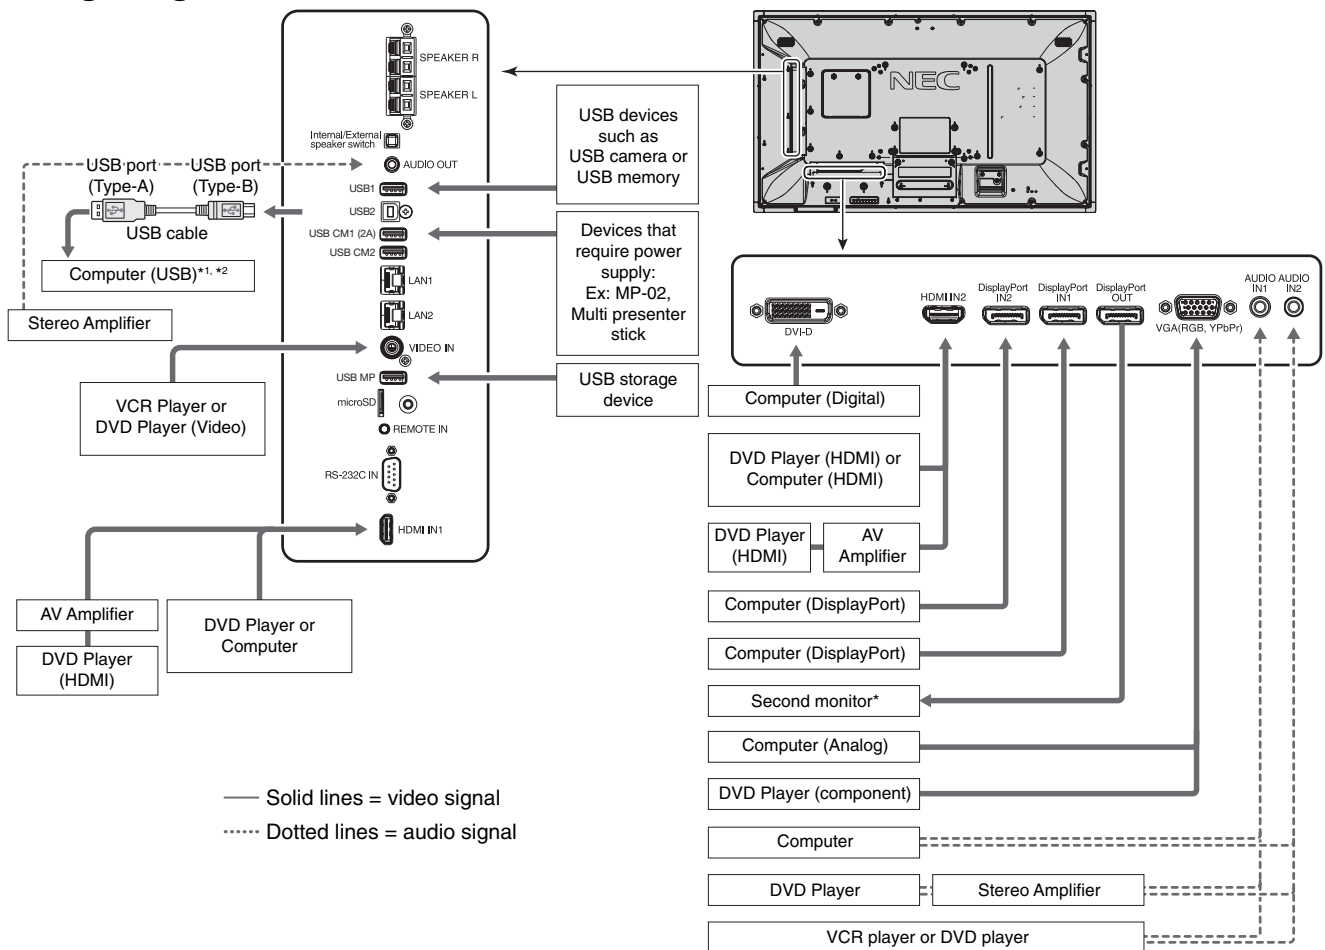 SPEAKER R
SPEAKER L
Internal/External
speaker switch
AUDIO OUT
USB port
(Type-A)
USB port
(Type-B)
USB cable
USB1
USB2
USB CM1 (2A)
USB CM2
LAN1
LAN2
VIDEO IN
USB MP
microSD
REMOTE IN
RS-232C IN
HDMI IN1
Computer (USB)*1, *2
Stereo Amplifier
VCR Player or
DVD Player (Video)
AV Amplifier
DVD Player
(HDMI)
DVD Player or
Computer
USB devices
such as
USB camera or
USB memory
Devices that
require power
supply:
Ex: MP-02,
Multi presenter
stick
USB storage
device
NEC
DVI-D
HDMI IN2
DisplayPort
IN2
DisplayPort
IN1
DisplayPort
OUT
VGA(RGB, YPbPr)
AUDIO
IN1
AUDIO
IN2
Computer (Digital)
DVD Player (HDMI) or
Computer (HDMI)
DVD Player
(HDMI)
AV
Amplifier
Computer (DisplayPort)
Computer (DisplayPort)
Second monitor*
Computer (Analog)
DVD Player (component)
Computer
DVD Player
Stereo Amplifier
VCR player or DVD player
Solid lines = video signal
Dotted lines = audio signal